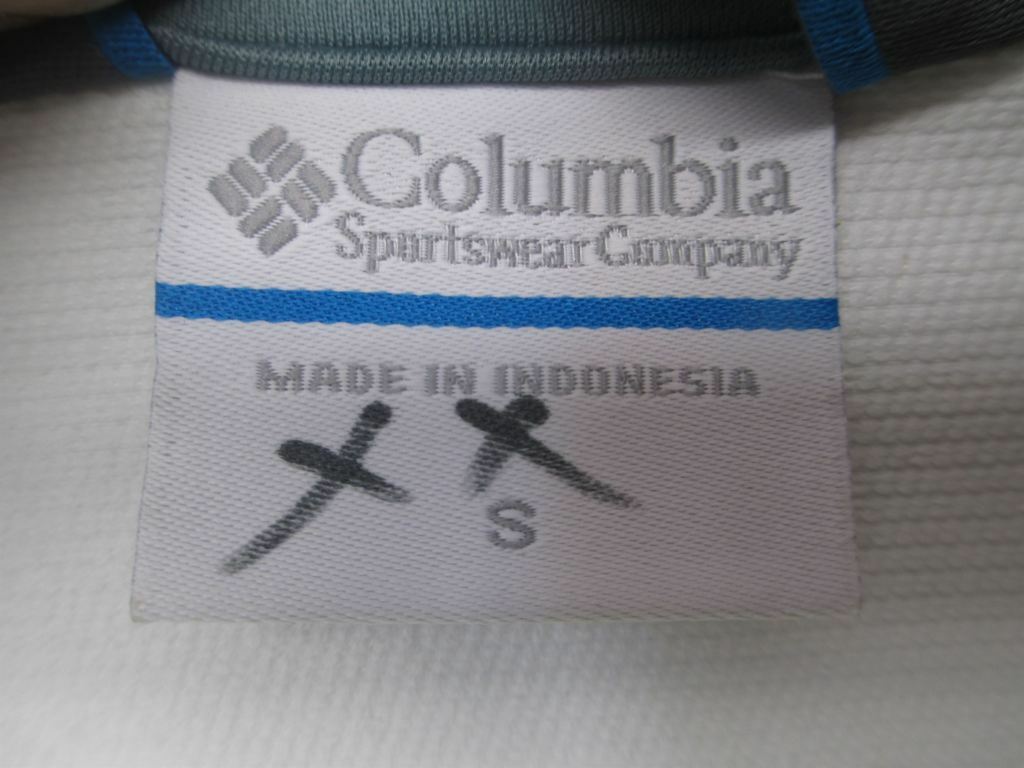 Columbia
Sportswear Company
MADE IN INDONESIA
X X
S